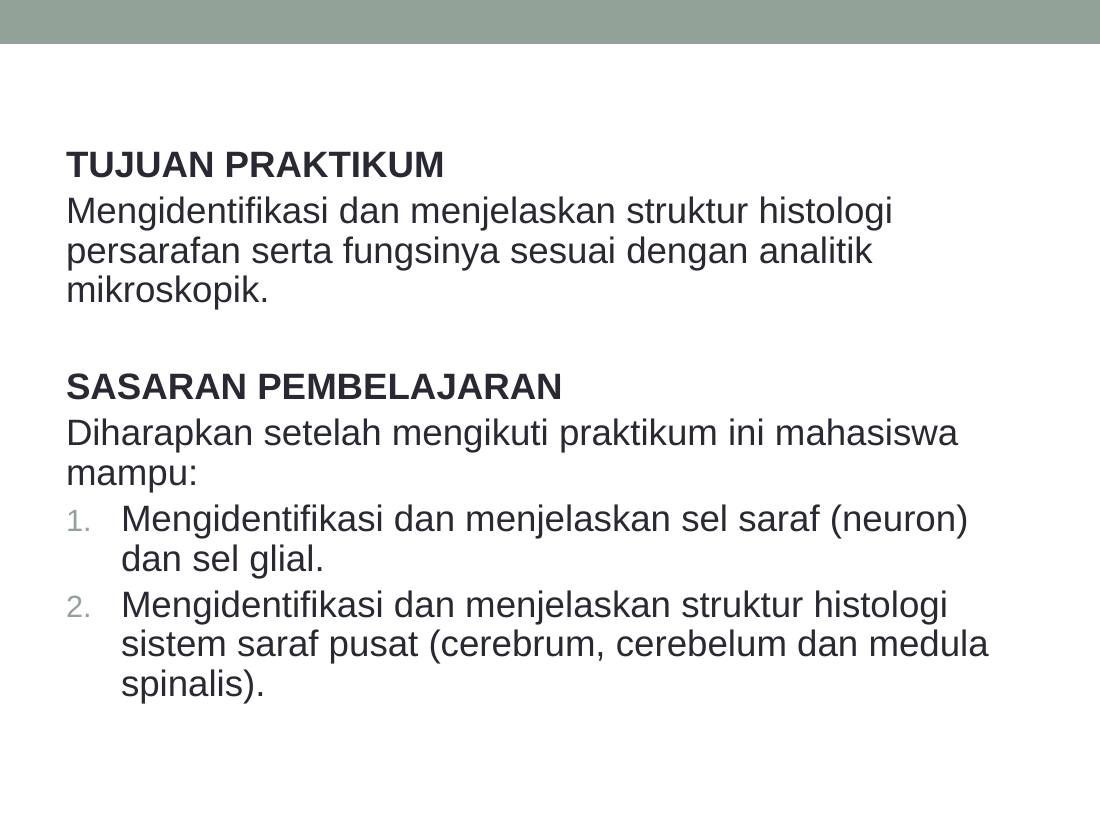 TUJUAN PRAKTIKUM
Mengidentifikasi dan menjelaskan struktur histologi
persarafan serta fungsinya sesuai dengan analitik
mikroskopik.
SASARAN PEMBELAJARAN
Diharapkan setelah mengikuti praktikum ini mahasiswa
mampu:
1. Mengidentifikasi dan menjelaskan sel saraf (neuron)
dan sel glial.
2. Mengidentifikasi dan menjelaskan struktur histologi
sistem saraf pusat (cerebrum, cerebelum dan medula
spinalis).